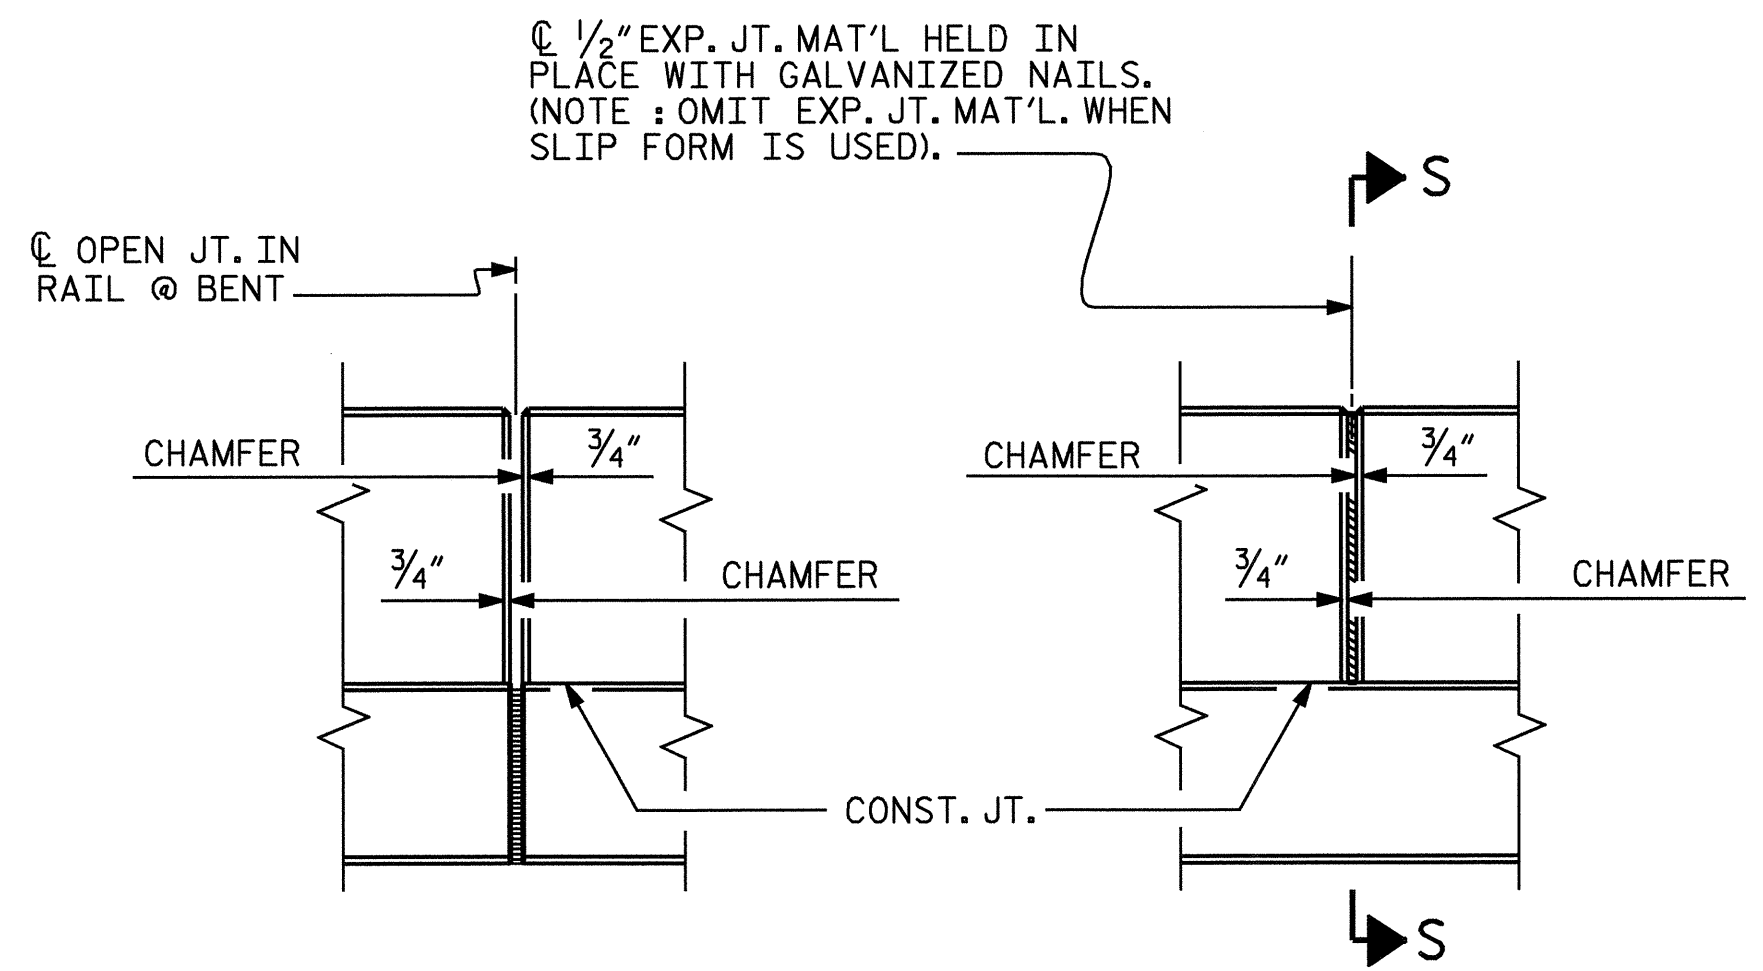 ℄ 1/2" EXP. JT. MAT'L HELD IN
PLACE WITH GALVANIZED NAILS.
(NOTE : OMIT EXP. JT. MAT'L. WHEN
SLIP FORM IS USED).
S
℄ OPEN JT. IN
RAIL @ BENT
CHAMFER
3/4"
CHAMFER
3/4"
3/4"
CHAMFER
3/4"
CHAMFER
CONST. JT.
S